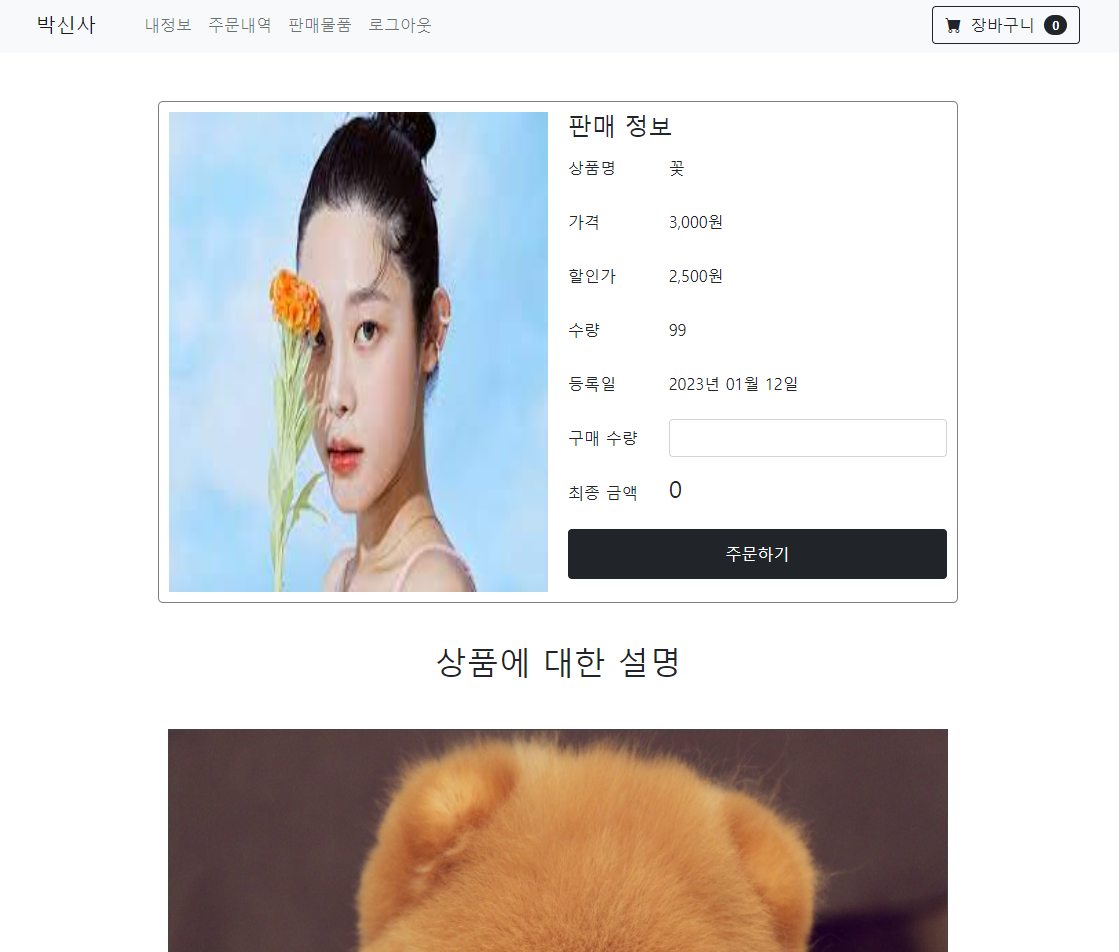 박신사 내정보 주문내역 판매물품 로그아웃 장바구니 0
판매 정보
상품명 꽃
가격 3,000원
할인가 2,500원
수량 99
등록일 2023년 01월 12일
구매 수량
최종 금액 0
주문하기
상품에 대한 설명